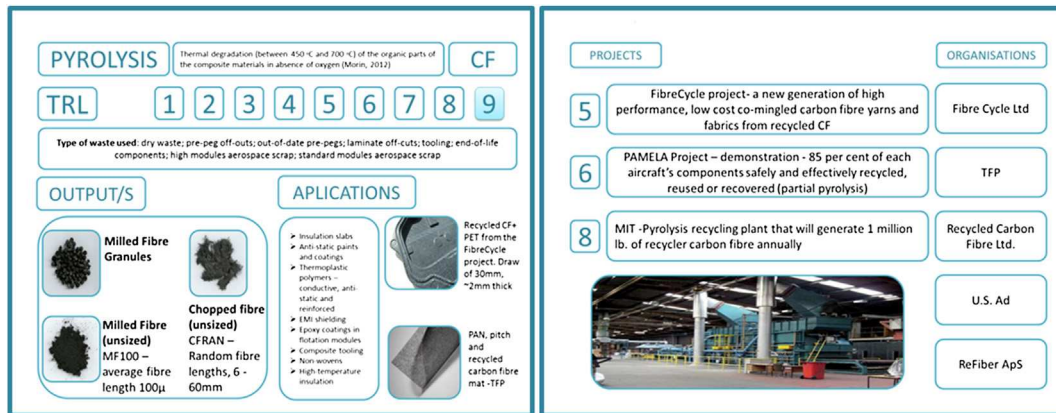 PYROLYSIS
Thermal degradation (between 450 ºC and 700 ºC) of the organic parts of
the composite materials in absence of oxygen (Morin, 2012)
CF
TRL
1 2 3 4 5 6 7 8 9
Type of waste used: dry waste; pre-peg off-outs; out-of-date pre-pegs; laminate off-cuts; tooling; end-of-life
components; high modules aerospace scrap; standard modules aerospace scrap
OUTPUT/S
Milled Fibre
Granules
Milled Fibre
(unsized)
MF100 –
average fibre
length 100µ
Chopped fibre
(unsized)
CFRAN –
Random fibre
lengths, 6 -
60mm
APLICATIONS
➢ Insulation slabs
➢ Anti-static paints
and coatings
➢ Thermoplastic
polymers –
conductive, anti-
static and
reinforced
➢ EMI shielding
➢ Epoxy coatings in
flotation modules
➢ Composite tooling
➢ Non wovens
➢ High temperature
insulation
Recycled CF+
PET from the
FibreCycle
project. Draw
of 30mm,
~2mm thick
PAN, pitch
and
recycled
carbon fibre
mat -TFP
PROJECTS
ORGANISATIONS
5
FibreCycle project- a new generation of high
performance, low cost co-mingled carbon fibre yarns and
fabrics from recycled CF
Fibre Cycle Ltd
6
PAMELA Project – demonstration - 85 per cent of each
aircraft's components safely and effectively recycled,
reused or recovered (partial pyrolysis)
TFP
8
MIT -Pyrolysis recycling plant that will generate 1 million
lb. of recycler carbon fibre annually
Recycled Carbon
Fibre Ltd.
U.S. Ad
ReFiber ApS